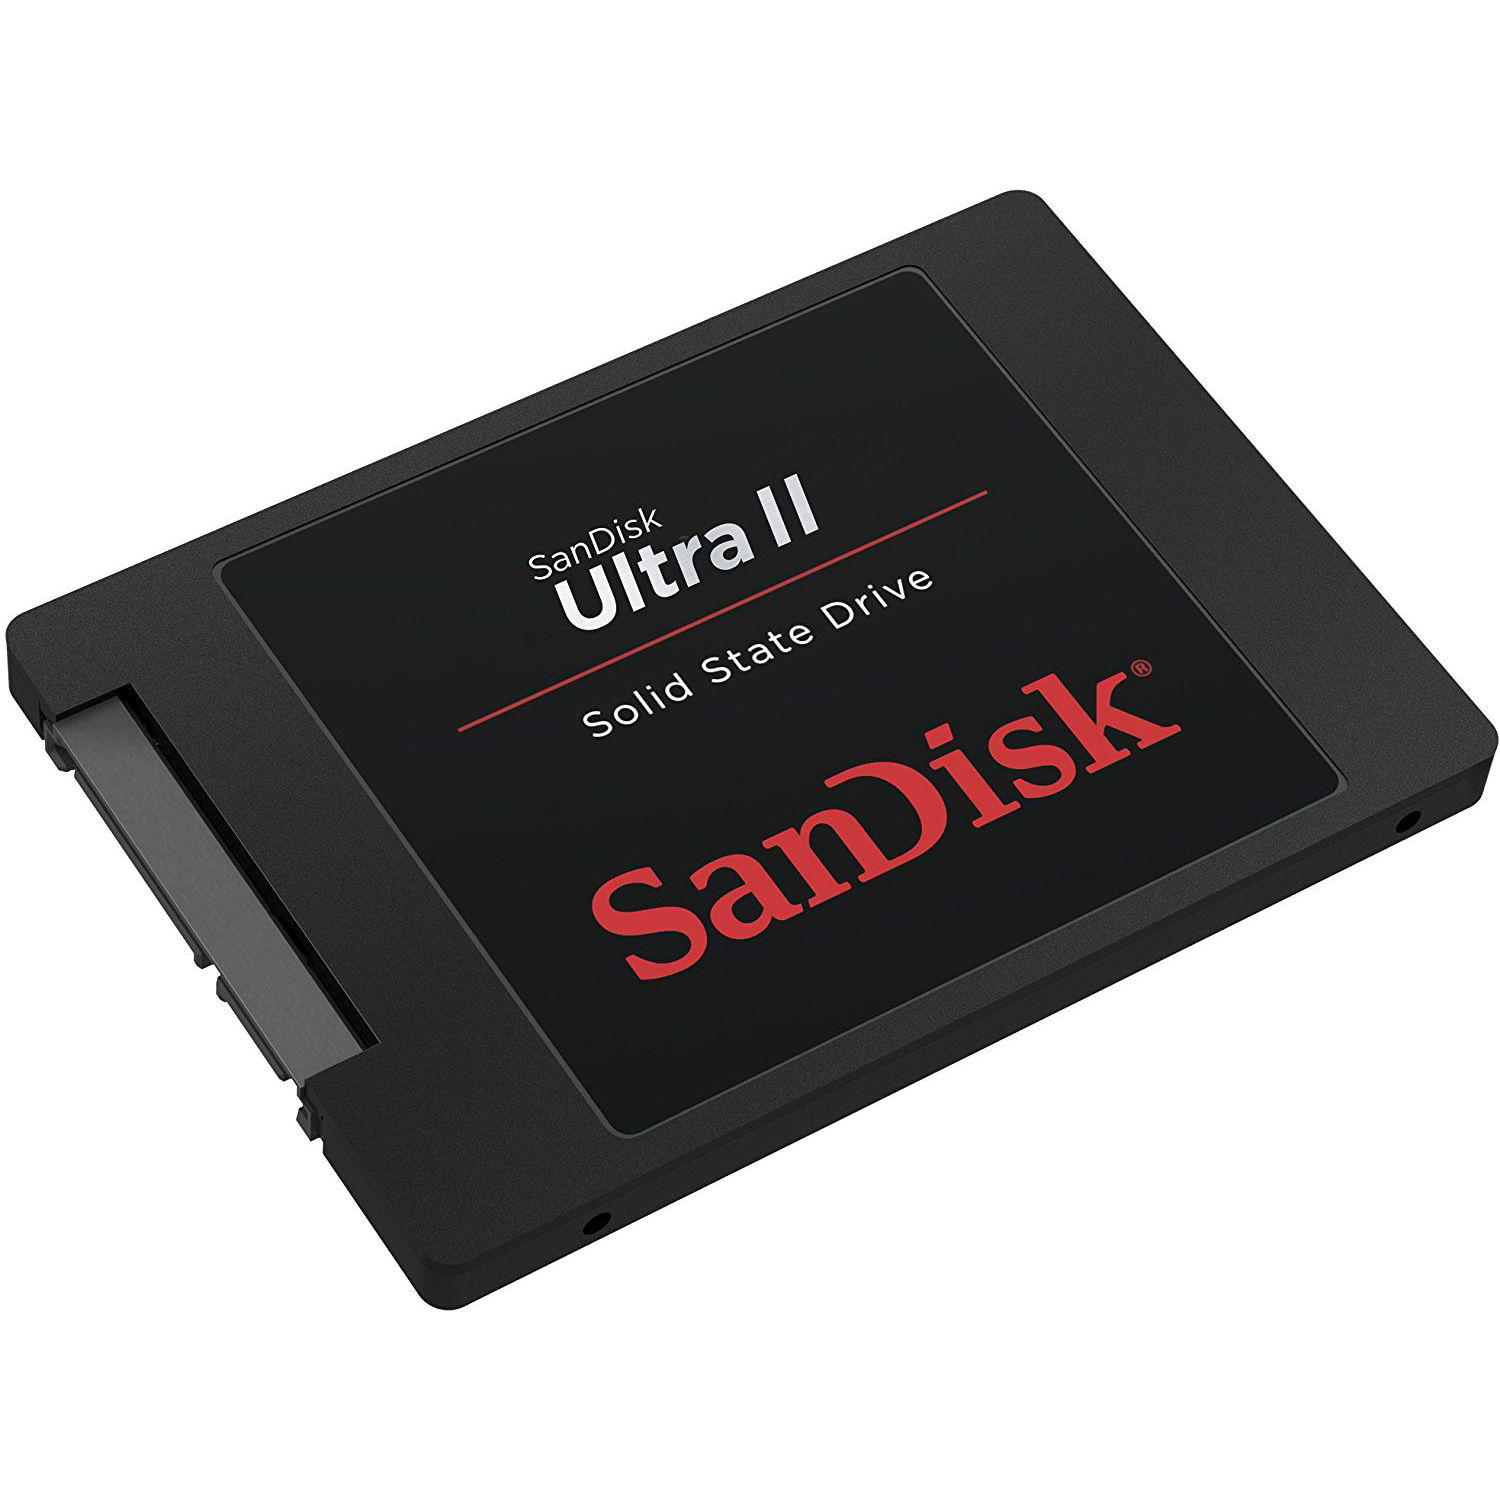 SanDisk
Ultra II
Solid State Drive
SanDisk®